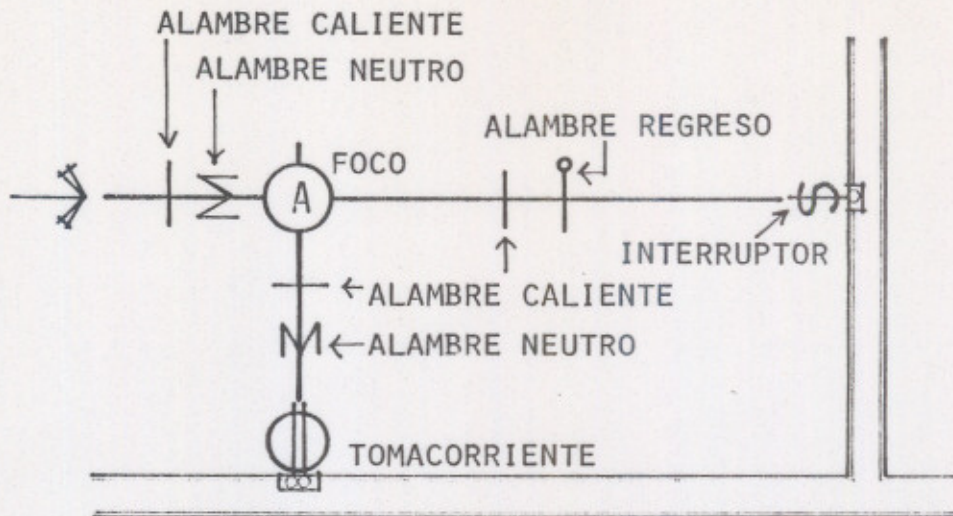 ALAMBRE CALIENTE
ALAMBRE NEUTRO
ALAMBRE REGRESO
FOCO
A
S
INTERRUPTOR
ALAMBRE CALIENTE
ALAMBRE NEUTRO
TOMACORRIENTE